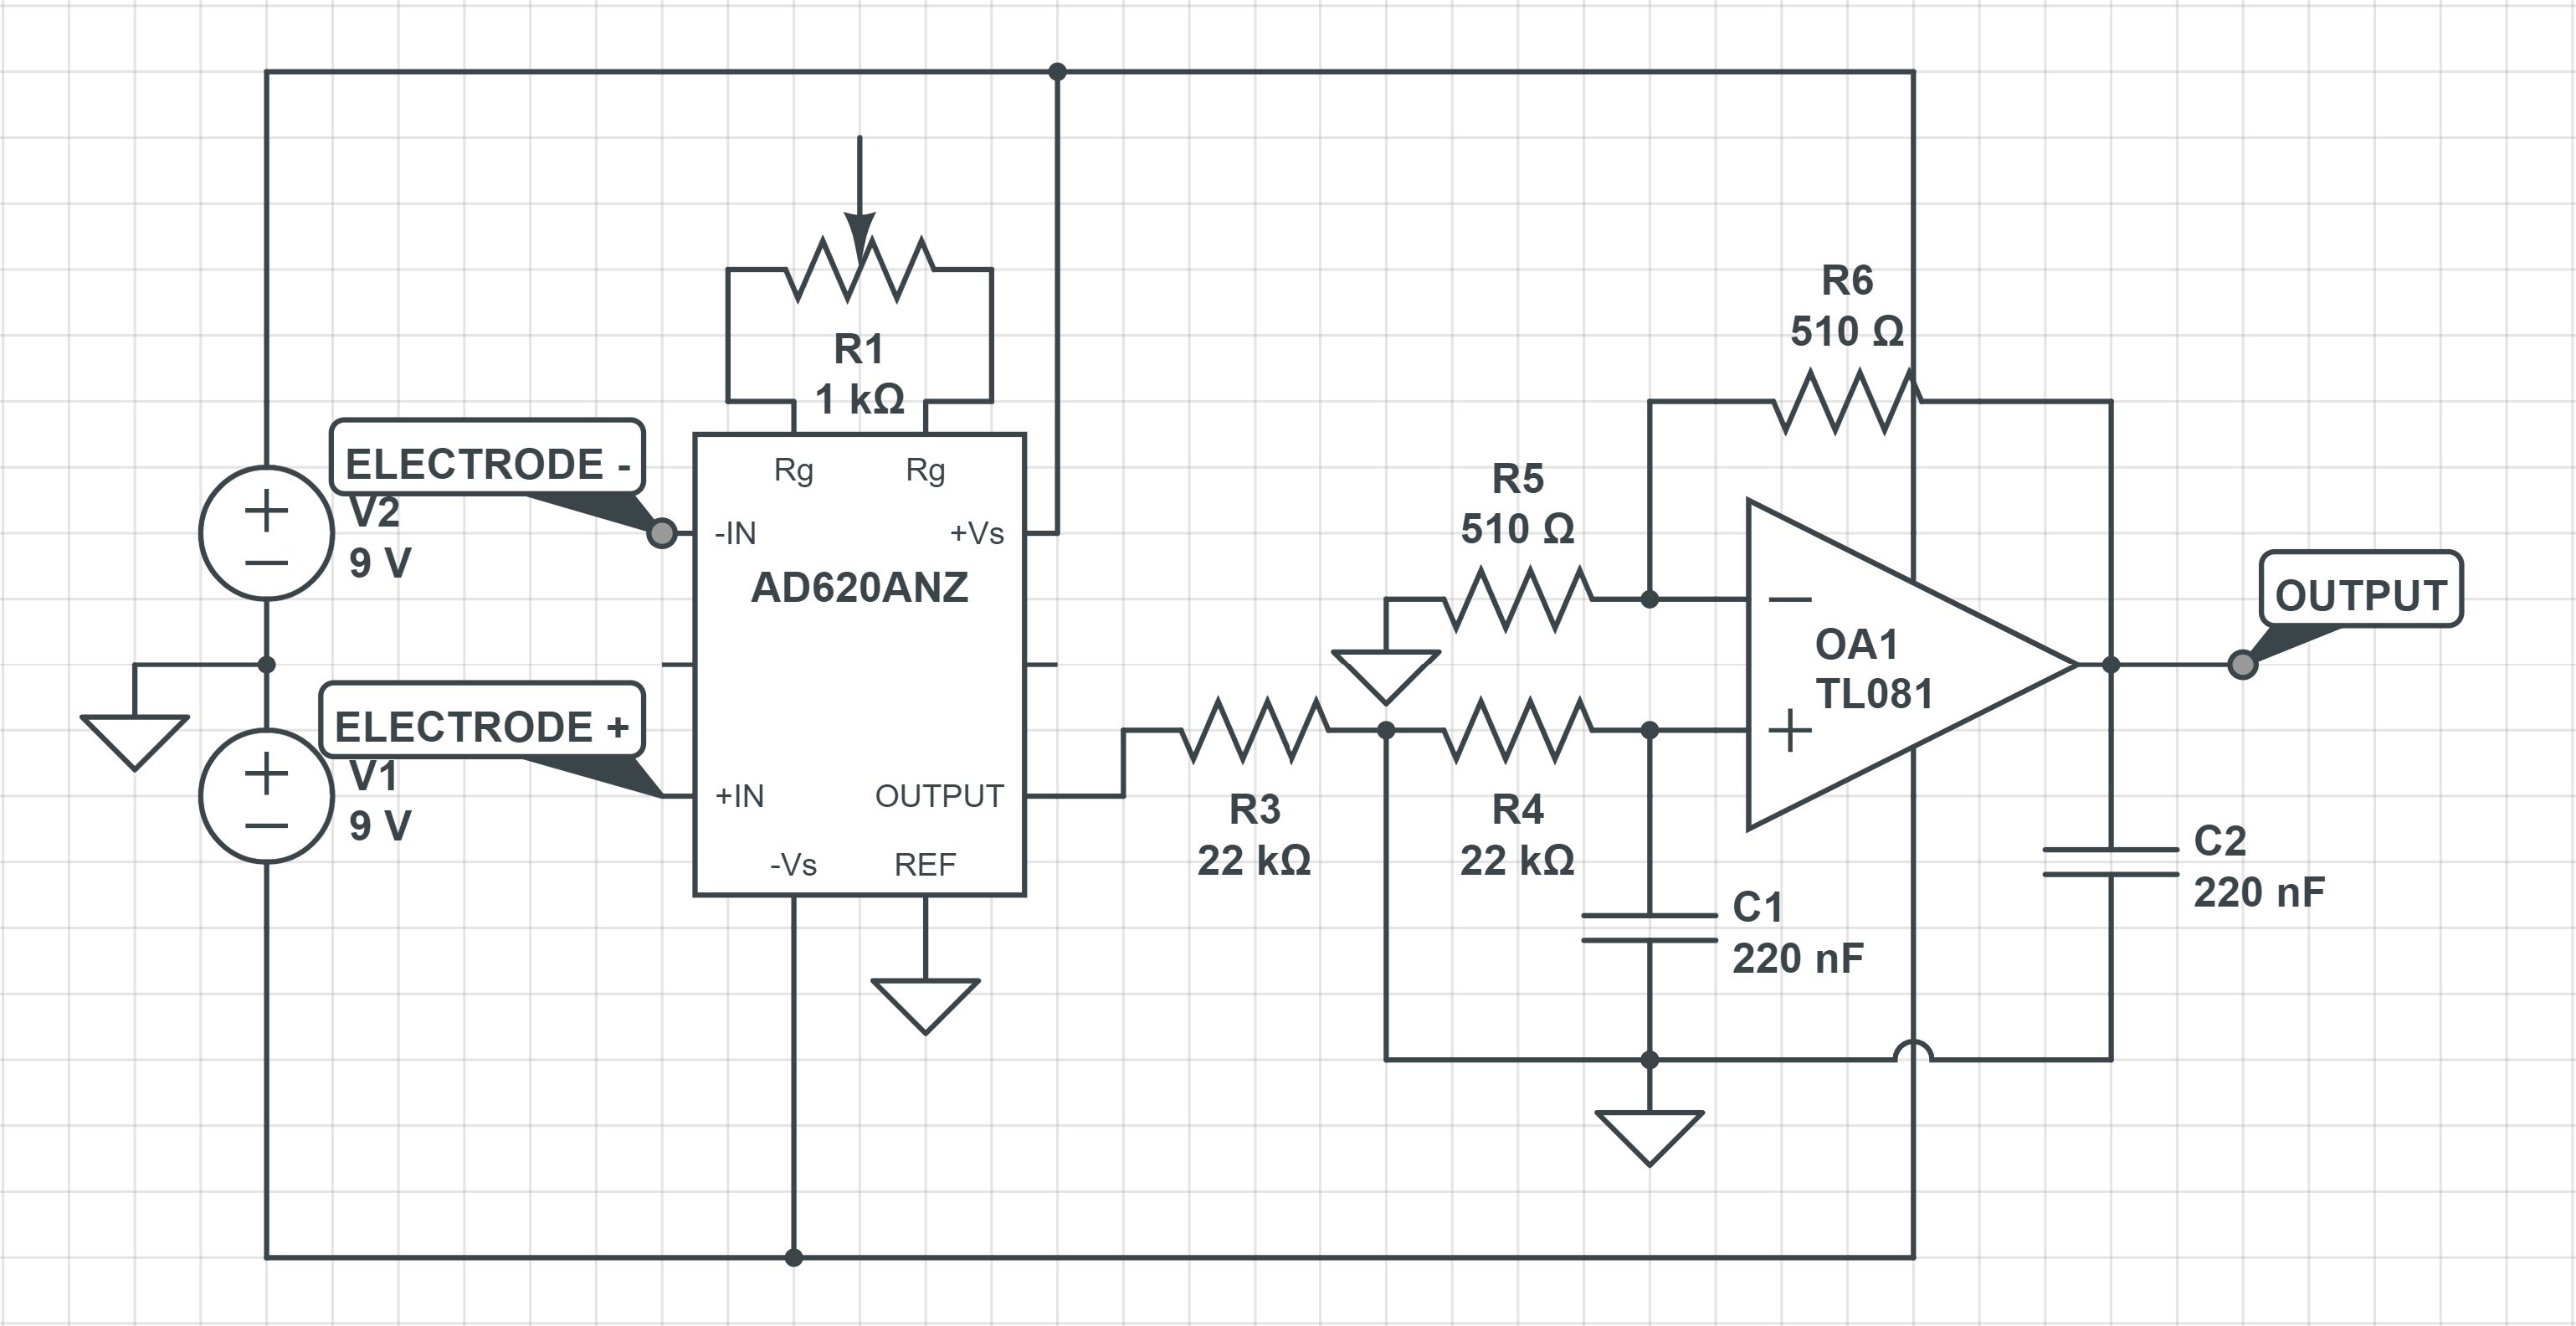 R6
510 Ω
R1
1 kΩ
ELECTRODE -
Rg
Rg
R5
510 Ω
V2
9 V
-IN
+Vs
AD620ANZ
OUTPUT
OA1
TL081
ELECTRODE +
V1
9 V
+IN
OUTPUT
R3
22 kΩ
R4
22 kΩ
C2
220 nF
-Vs
REF
C1
220 nF